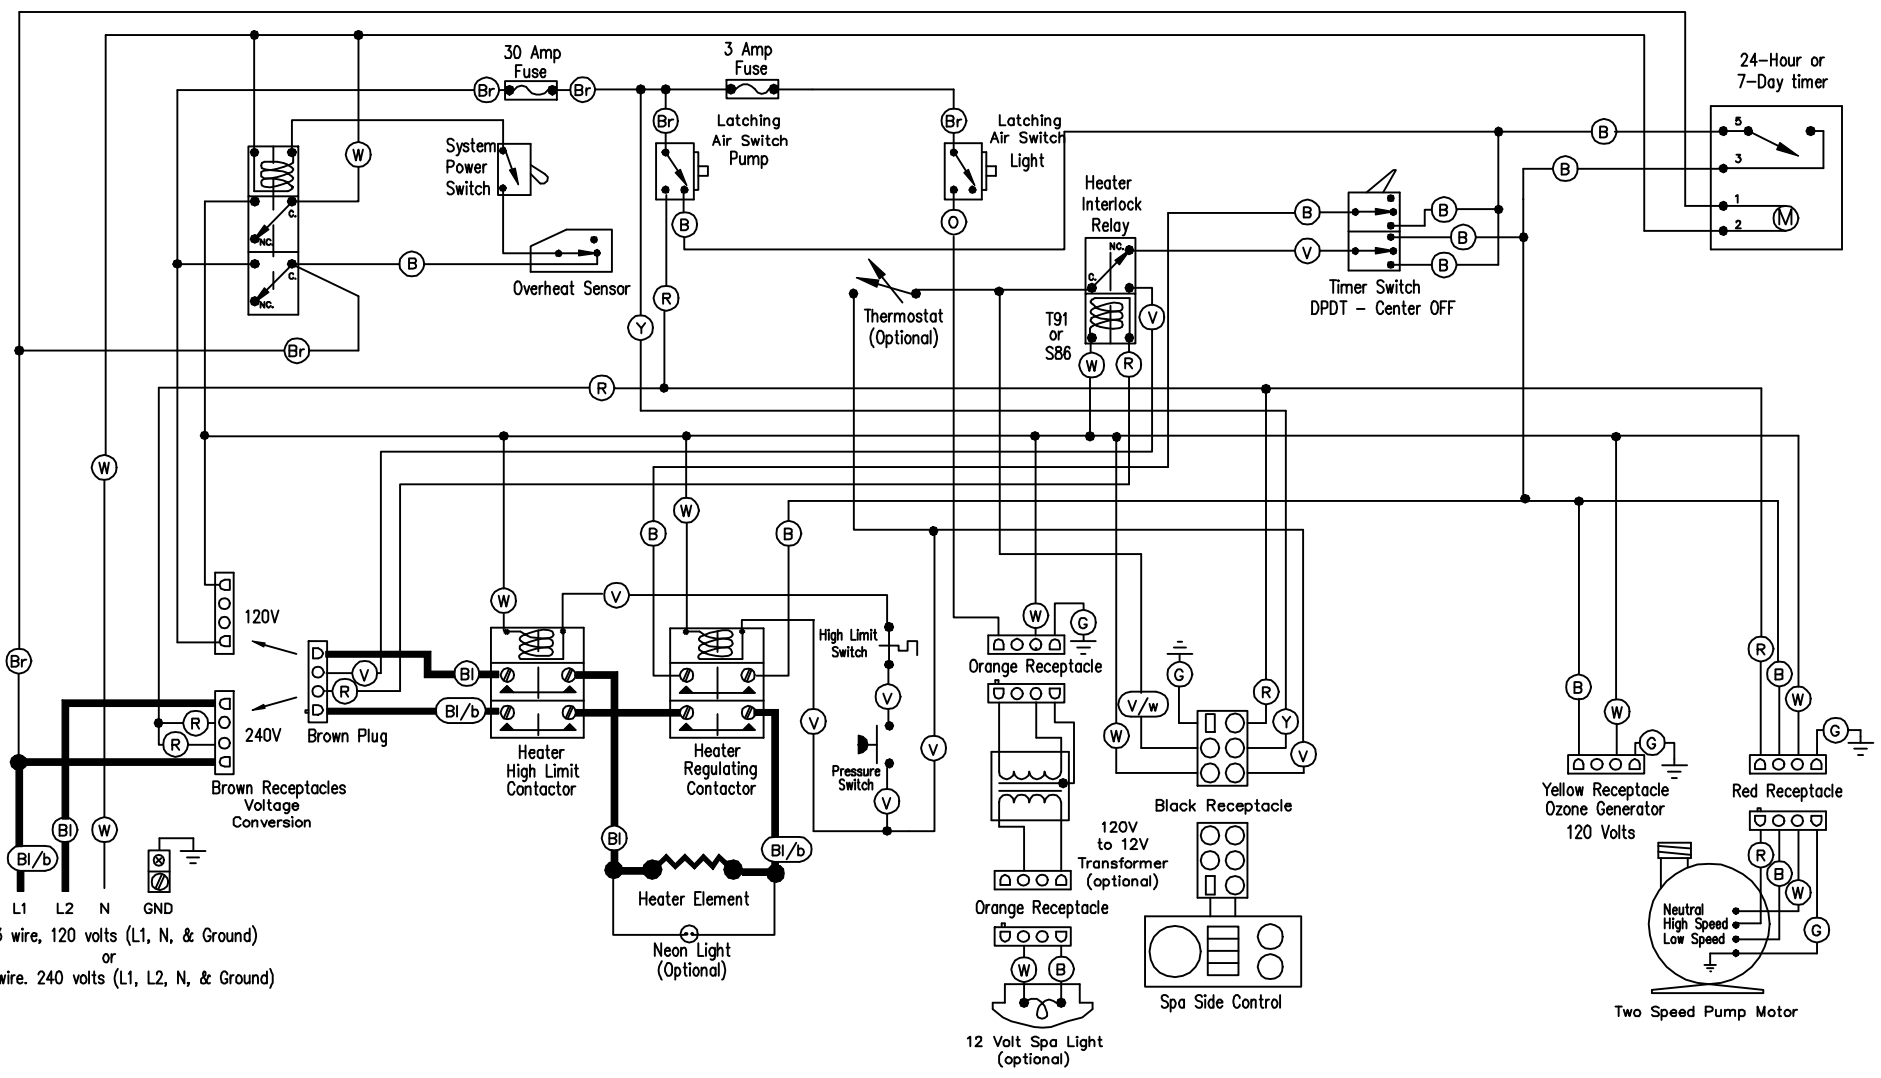 30 Amp
Fuse
3 Amp
Fuse
24-Hour or
7-Day timer
Br
Br
Br
Latching
Air Switch
Pump
Br
Latching
Air Switch
Light
B
5
3
1
2
M
W
System
Power
Switch
C.
NC.
C.
NC.
B
Overheat Sensor
B
O
Heater
Interlock
Relay
NC.
C.
B
B
B
B
V
B
Timer Switch
DPDT - Center OFF
Thermostat
(Optional)
T91
or
S86
V
W
R
R
Y
Br
R
W
W
B
B
W
V
W
G
120V
High Limit
Switch
Orange Receptacle
Br
V
R
Bl
Bl/b
R
R
240V
Brown Plug
Brown Receptacles
Voltage
Conversion
Heater
High Limit
Contactor
Heater
Regulating
Contactor
V
V
V
Pressure
Switch
V
G
V/w
W
R
Y
V
Black Receptacle
B
W
G
Yellow Receptacle
Ozone Generator
120 Volts
R
B
W
G
Red Receptacle
Bl
W
Bl/b
Bl
Bl/b
Heater Element
Neon Light
(Optional)
120V
to 12V
Transformer
(optional)
Orange Receptacle
W
B
12 Volt Spa Light
(optional)
Spa Side Control
R
B
W
G
Neutral
High Speed
Low Speed
Two Speed Pump Motor
L1
L2
N
GND
wire, 120 volts (L1, N, & Ground)
or
wire. 240 volts (L1, L2, N, & Ground)